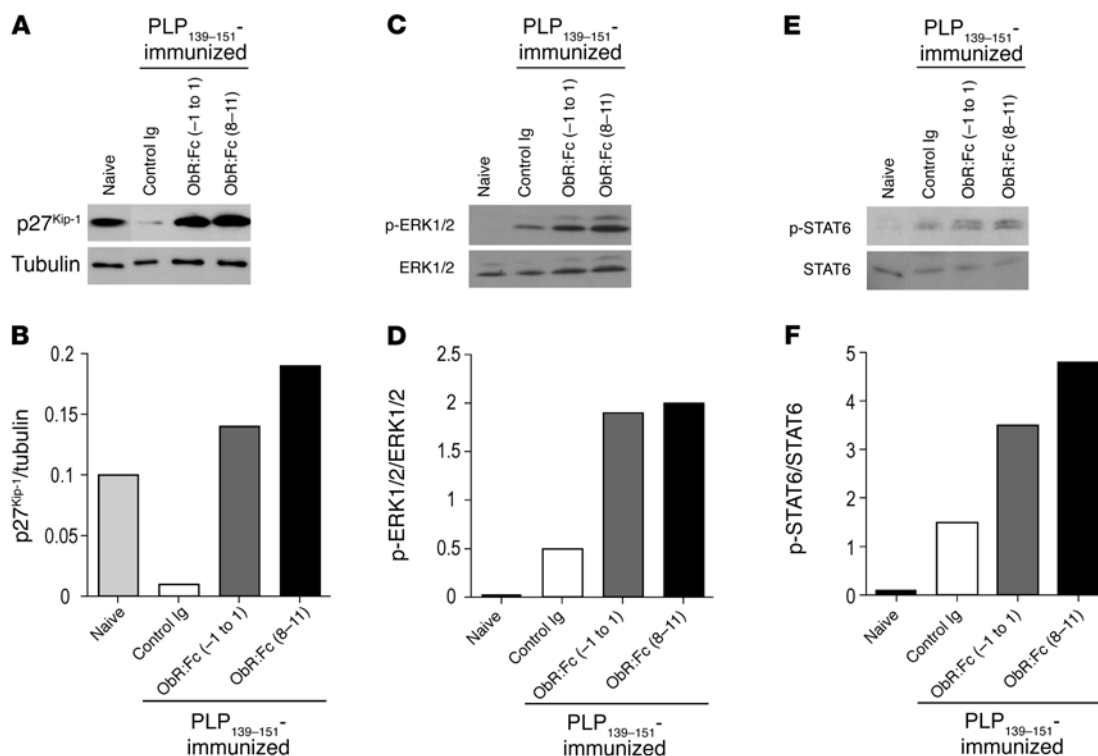 A
PLP139–151-
immunized
Naive
Control Ig
ObR:Fc (–1 to 1)
ObR:Fc (8–11)
p27Kip-1
Tubulin
B
0.2
0.15
0.1
0.05
0
p27Kip-1/tubulin
Naive
Control Ig
ObR:Fc (–1 to 1)
ObR:Fc (8–11)
PLP139–151-
immunized
C
PLP139–151-
immunized
Naive
Control Ig
ObR:Fc (–1 to 1)
ObR:Fc (8–11)
p-ERK1/2
ERK1/2
D
2.5
2
1.5
1
0.5
0
p-ERK1/2/ERK1/2
Naive
Control Ig
ObR:Fc (–1 to 1)
ObR:Fc (8–11)
PLP139–151-
immunized
E
PLP139–151-
immunized
Naive
Control Ig
ObR:Fc (–1 to 1)
ObR:Fc (8–11)
p-STAT6
STAT6
F
5
4
3
2
1
0
p-STAT6/STAT6
Naive
Control Ig
ObR:Fc (–1 to 1)
ObR:Fc (8–11)
PLP139–151-
immunized